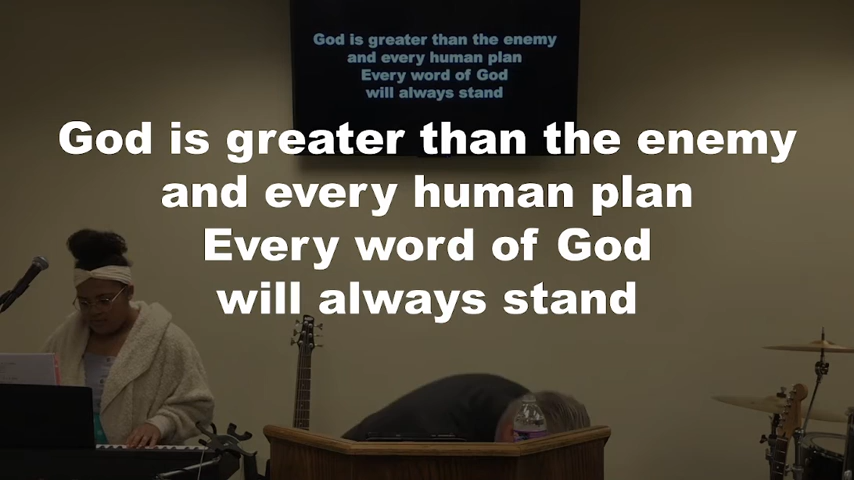 God is greater than the enemy
and every human plan
Every word of God
will always stand
God is greater than the enemy
and every human plan
Every word of God
will always stand